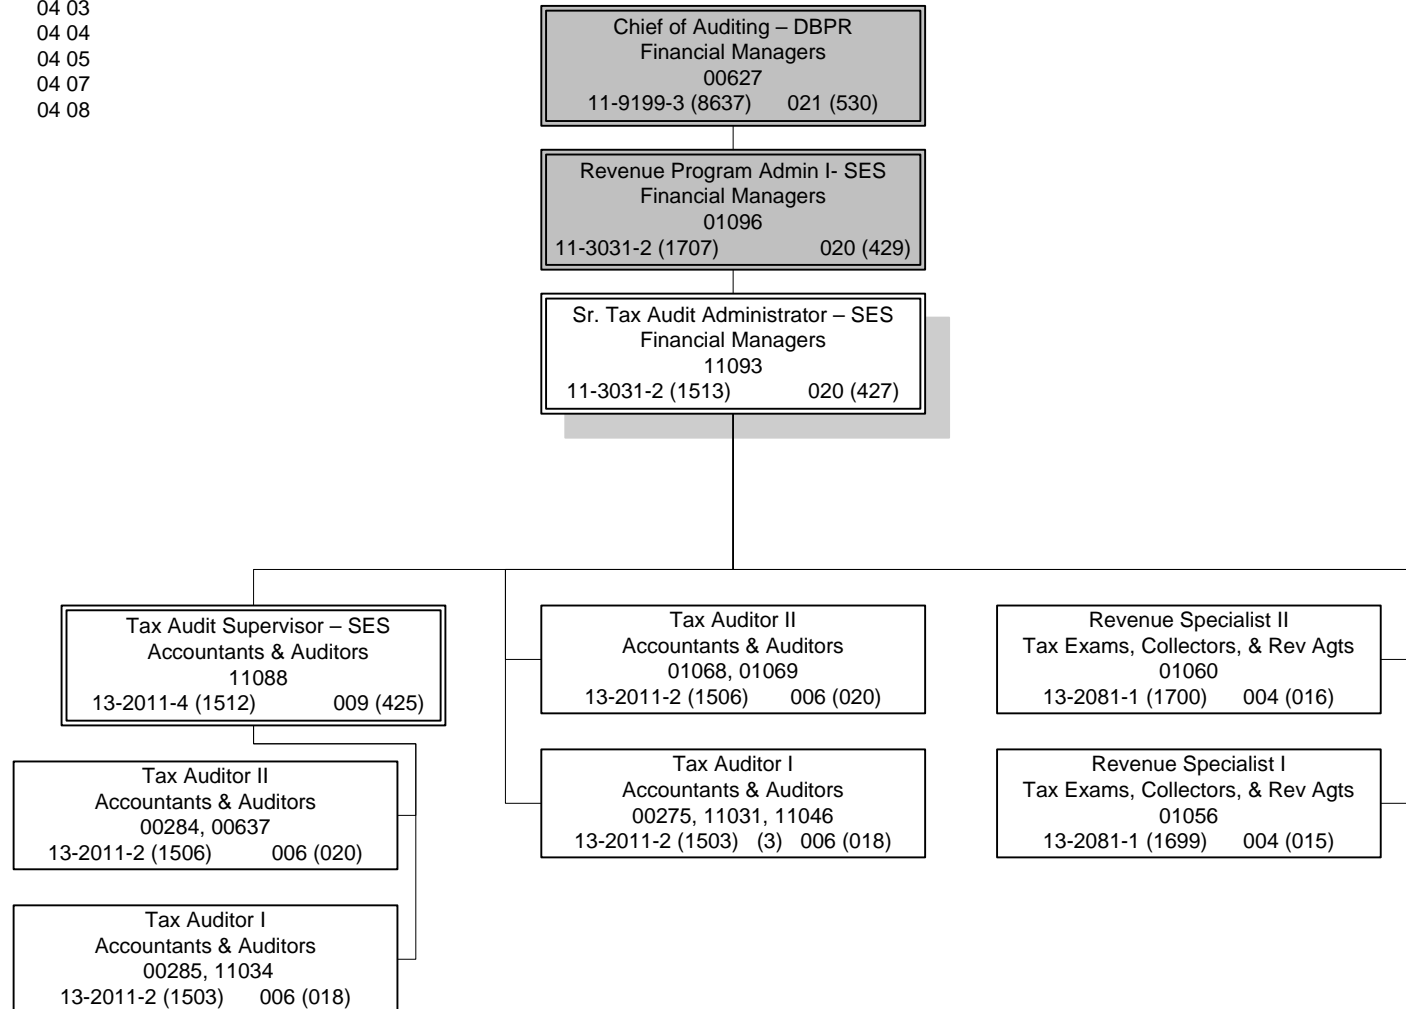 04 03
04 04
04 05
04 07
04 08
Chief of Auditing – DBPR
Financial Managers
00627
11-9199-3 (8637) 021 (530)
Revenue Program Admin I- SES
Financial Managers
01096
11-3031-2 (1707) 020 (429)
Sr. Tax Audit Administrator – SES
Financial Managers
11093
11-3031-2 (1513) 020 (427)
Tax Audit Supervisor – SES
Accountants & Auditors
11088
13-2011-4 (1512) 009 (425)
Tax Auditor II
Accountants & Auditors
00284, 00637
13-2011-2 (1506) 006 (020)
Tax Auditor I
Accountants & Auditors
00285, 11034
13-2011-2 (1503) 006 (018)
Tax Auditor II
Accountants & Auditors
01068, 01069
13-2011-2 (1506) 006 (020)
Tax Auditor I
Accountants & Auditors
00275, 11031, 11046
13-2011-2 (1503) (3) 006 (018)
Revenue Specialist II
Tax Exams, Collectors, & Rev Agts
01060
13-2081-1 (1700) 004 (016)
Revenue Specialist I
Tax Exams, Collectors, & Rev Agts
01056
13-2081-1 (1699) 004 (015)